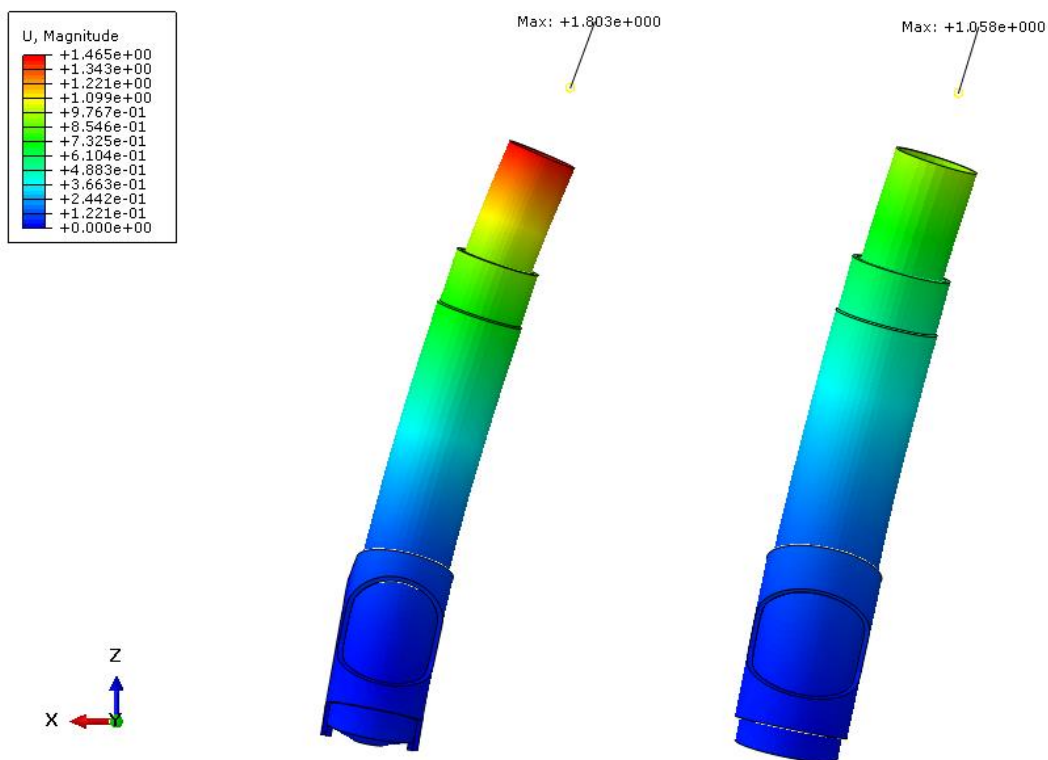 Max: +1.803e+000
Max: +1.058e+000
U, Magnitude
+1.465e+00
+1.343e+00
+1.221e+00
+1.099e+00
+9.767e-01
+8.546e-01
+7.325e-01
+6.104e-01
+4.883e-01
+3.663e-01
+2.442e-01
+1.221e-01
+0.000e+00
Z
X
Y